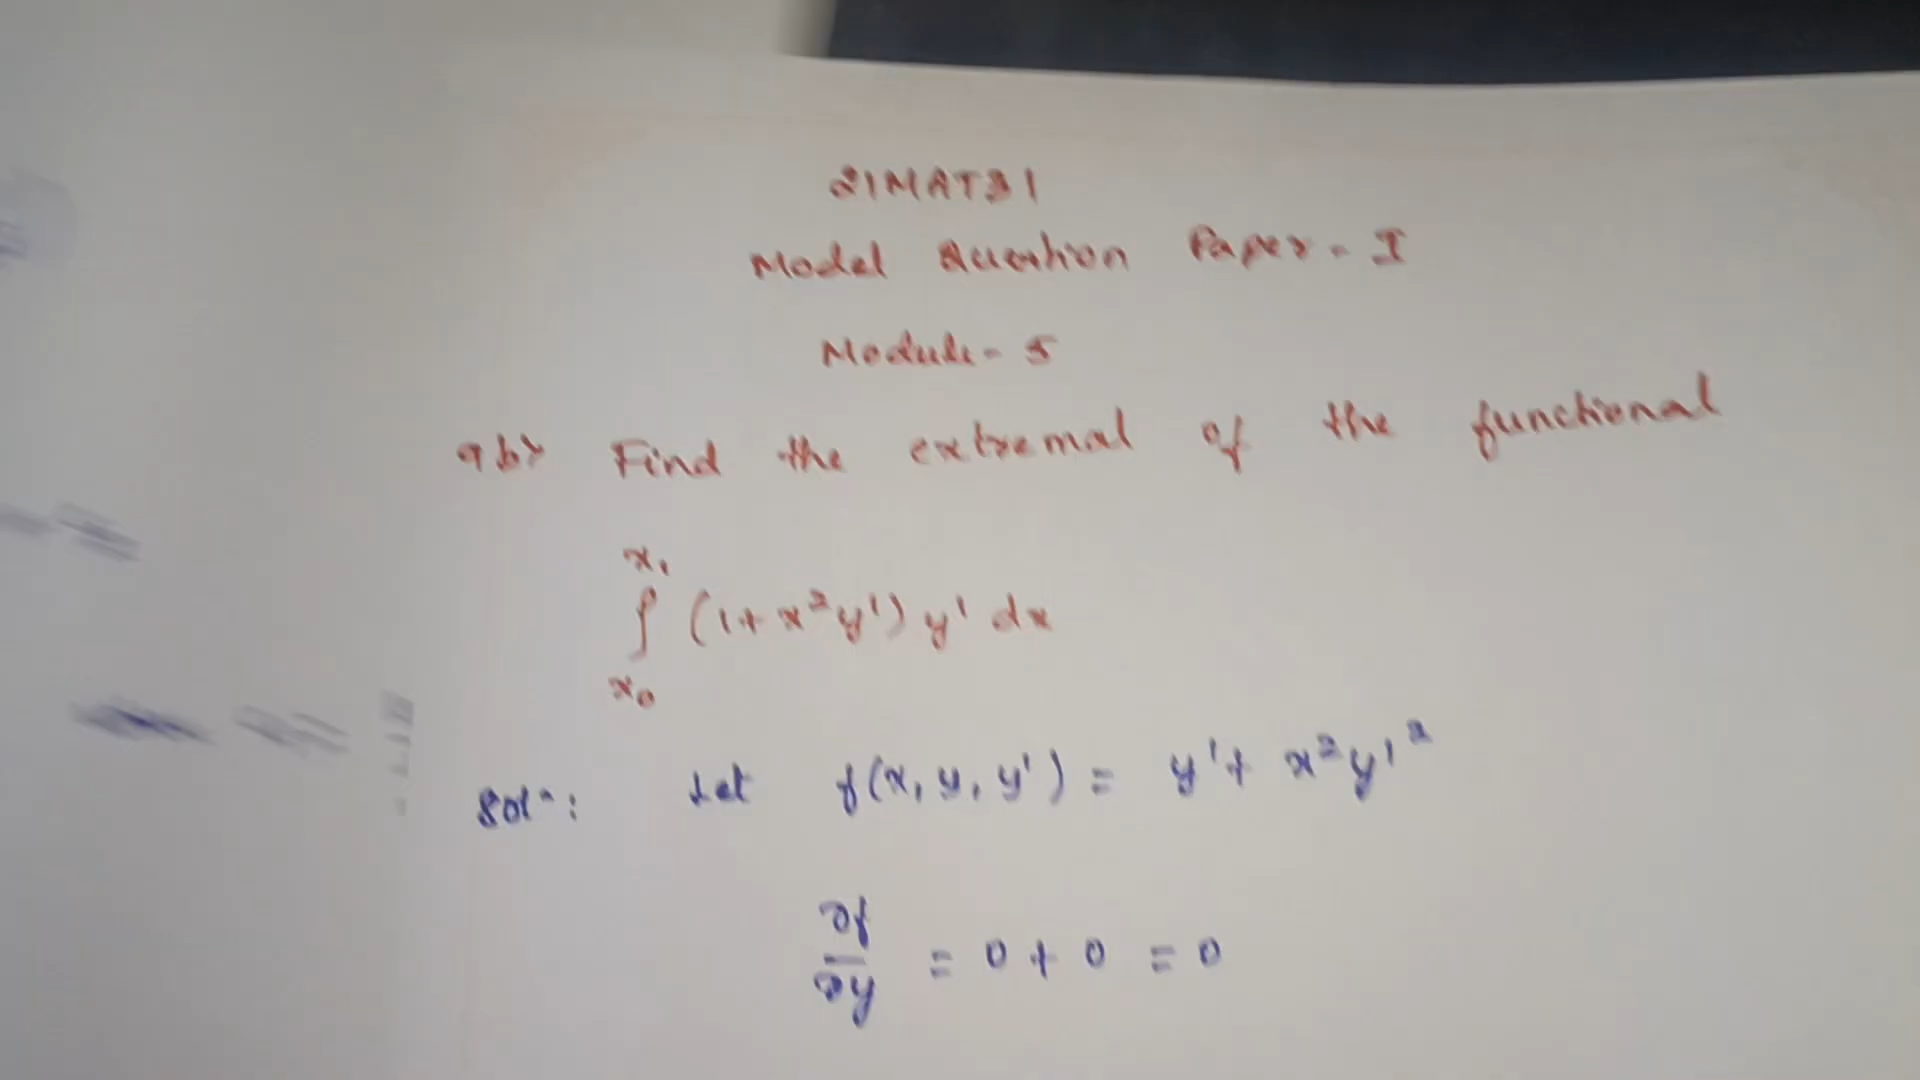 21MAT31
Model Question Paper - I
Module - 5
9b> Find the extremal of the functional
x₁
∫ (1+x²y') y' dx
x₀
Solⁿ: Let f(x, y, y') = y' + x²y'²
∂f
── = 0 + 0 = 0
∂y